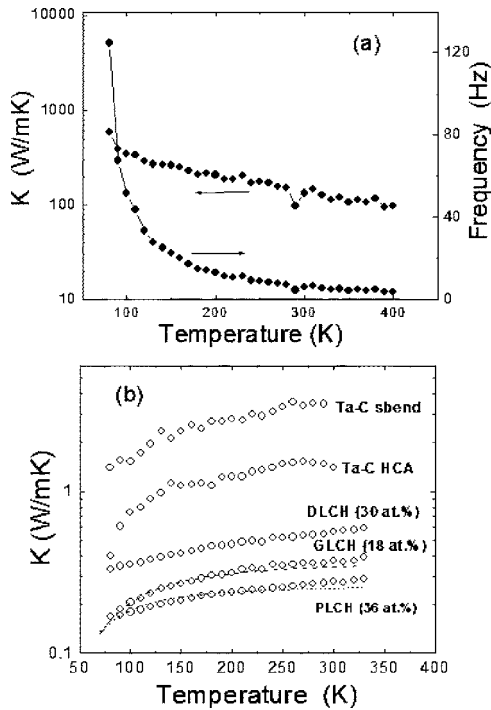 (a)
10000
1000
100
10
K (W/mK)
120
80
40
0
Frequency (Hz)
100
200
300
400
Temperature (K)
(b)
Ta-C sbend
Ta-C HCA
DLCH (30 at.%)
GLCH (18 at.%)
PLCH (36 at.%)
1
0.1
K (W/mK)
50
100
150
200
250
300
350
400
Temperature (K)